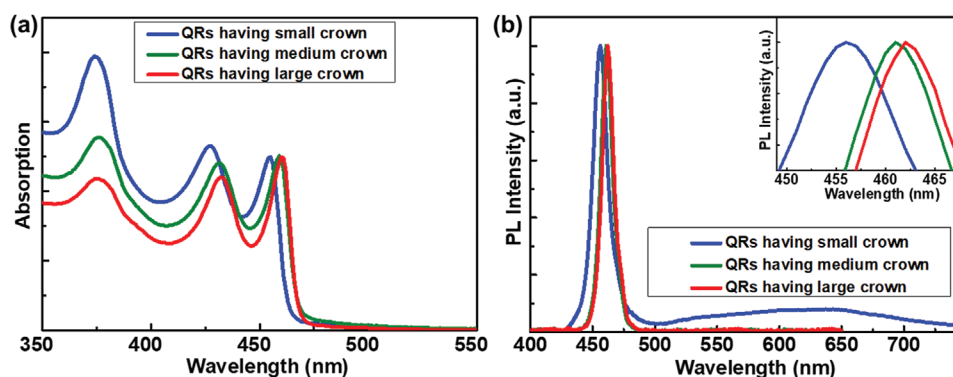 (a)
QRs having small crown
QRs having medium crown
QRs having large crown
Absorption
350 400 450 500 550
Wavelength (nm)
(b)
PL Intensity (a.u.)
450 455 460 465
Wavelength (nm)
PL Intensity (a.u.)
QRs having small crown
QRs having medium crown
QRs having large crown
400 450 500 550 600 650 700
Wavelength (nm)